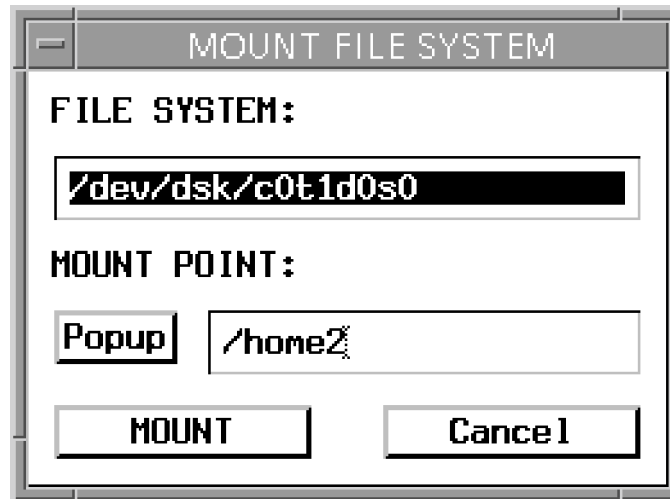 MOUNT FILE SYSTEM
FILE SYSTEM:
/dev/dsk/c0t1d0s0
MOUNT POINT:
Popup /home2
MOUNT Cancel